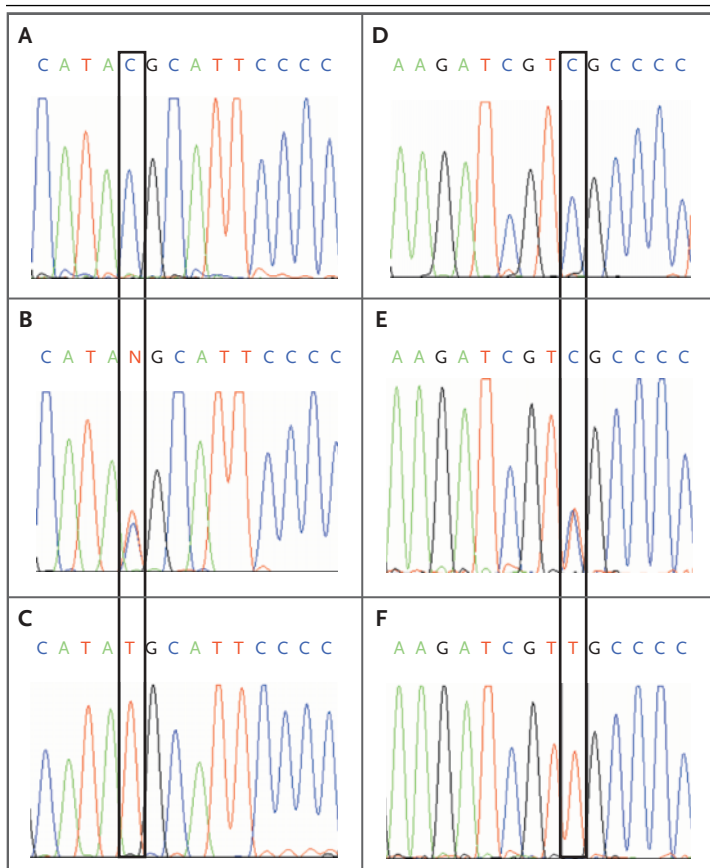 A
C A T A C G C A T T C C C C
D
A A G A T C G T C G C C C C
B
C A T A N G C A T T C C C C
E
A A G A T C G T C G C C C C
C
C A T A T G C A T T C C C C
F
A A G A T C G T T G C C C C